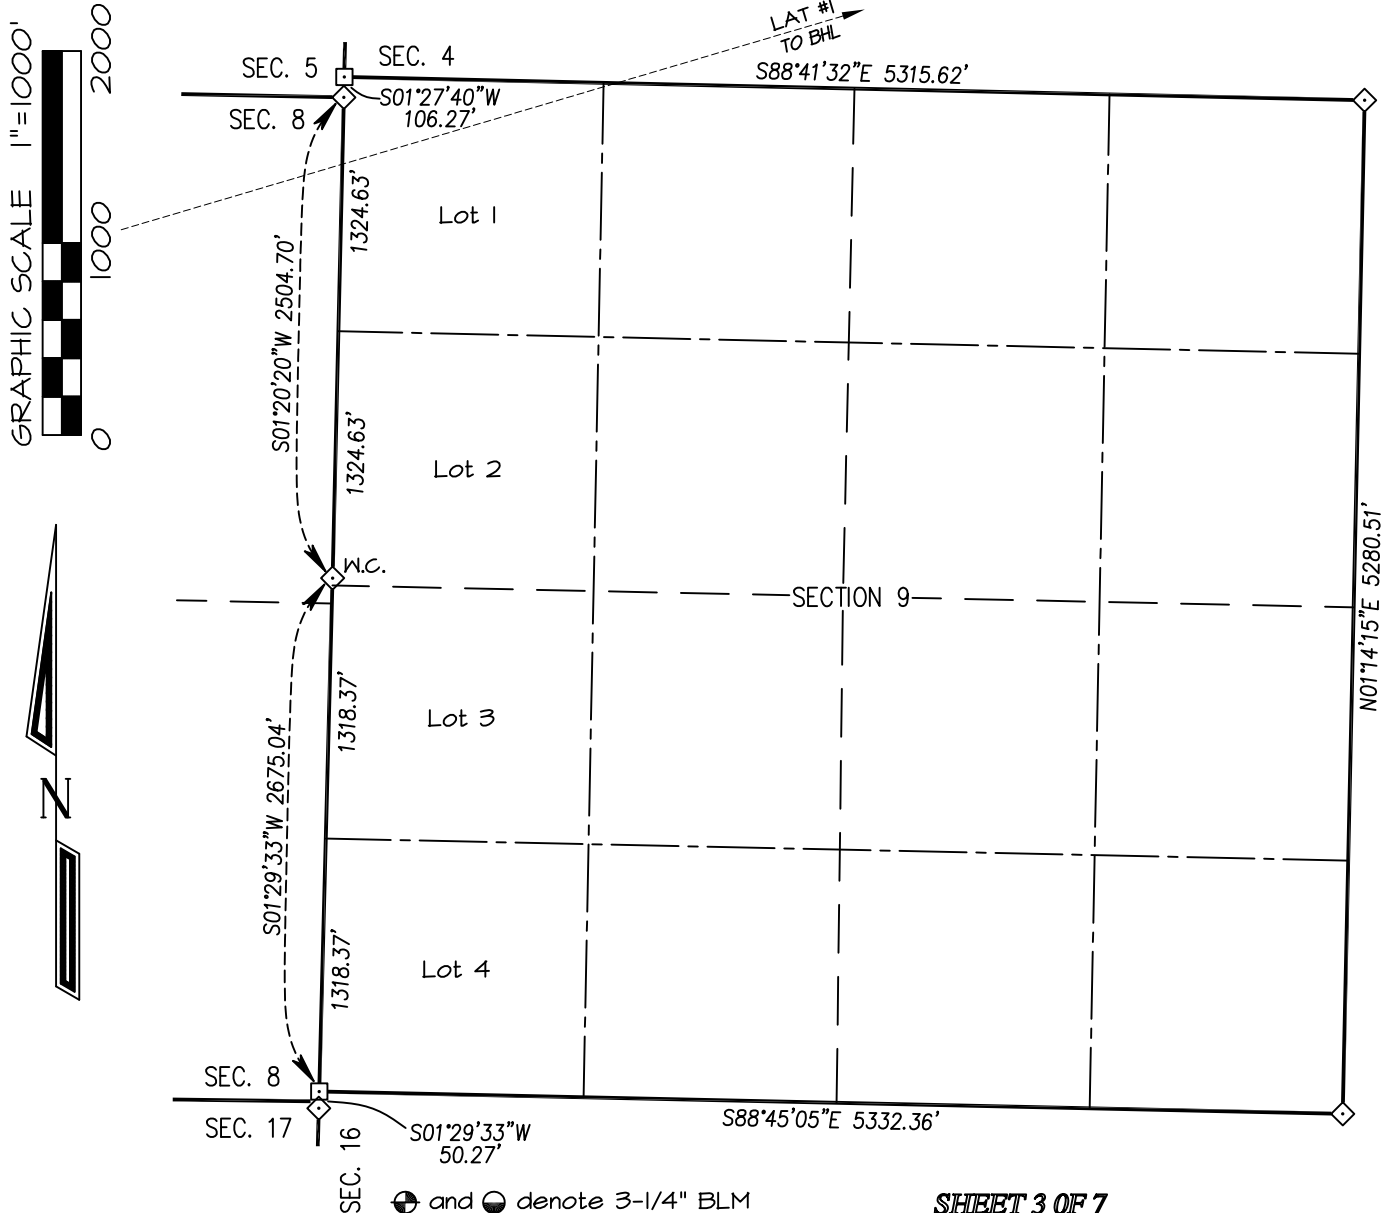 GRAPHIC SCALE 1"=1000'
0 1000 2000
LAT #1
TO BHL
SEC. 5
SEC. 4
S88°41'32"E 5315.62'
S01°27'40"W
106.27'
SEC. 8
1324.63'
Lot 1
S01°20'20"W 2504.70'
1324.63'
Lot 2
W.C.
SECTION 9
N01°14'15"E 5280.51'
1318.37'
Lot 3
S01°29'33"W 2675.04'
N
1318.37'
Lot 4
SEC. 8
SEC. 17
SEC. 16
S01°29'33"W
50.27'
S88°45'05"E 5332.36'
and denote 3-1/4" BLM
SHEET 3 OF 7